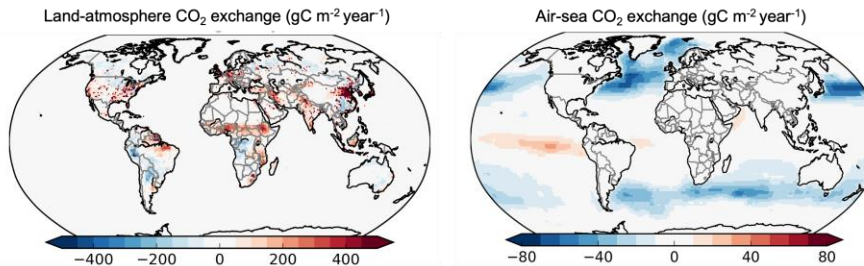 Land-atmosphere CO₂ exchange (gC m⁻² year⁻¹)
Air-sea CO₂ exchange (gC m⁻² year⁻¹)
−400 −200 0 200 400
−80 −40 0 40 80